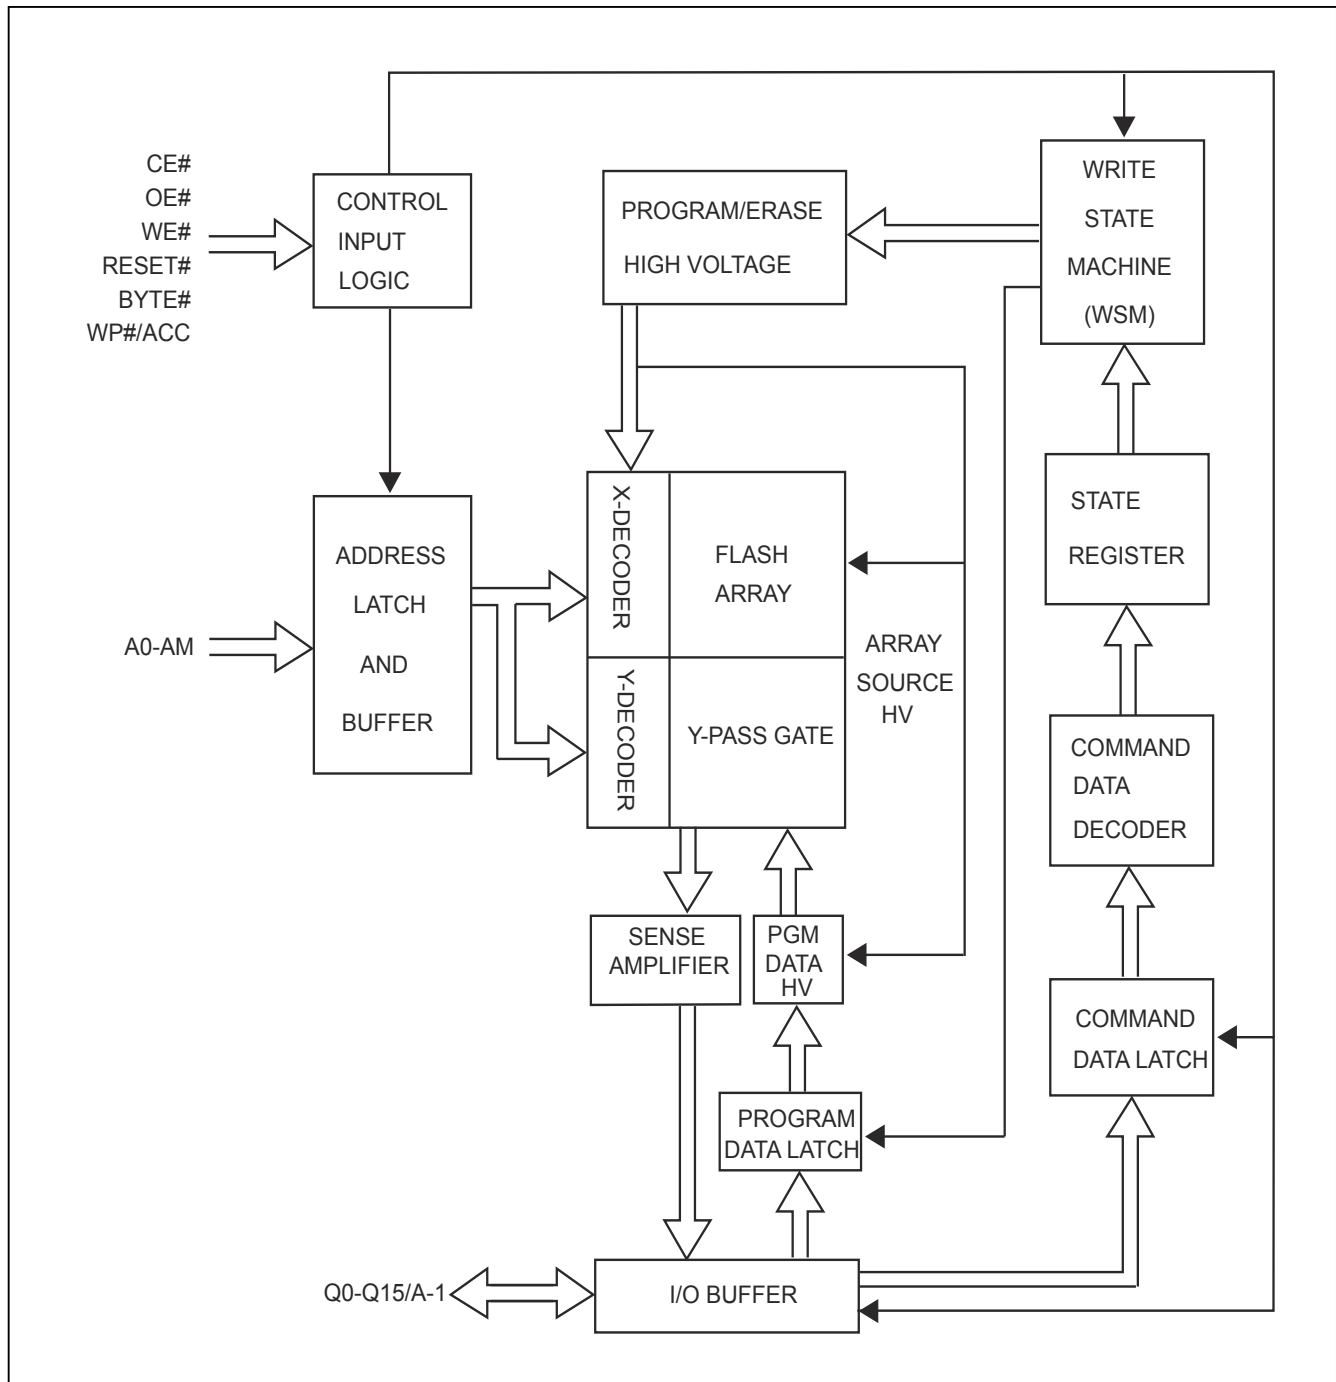 CE#
OE#
WE#
RESET#
BYTE#
WP#/ACC
CONTROL
INPUT
LOGIC
PROGRAM/ERASE
HIGH VOLTAGE
WRITE
STATE
MACHINE
(WSM)
A0-AM
ADDRESS
LATCH
AND
BUFFER
X-DECODER
FLASH
ARRAY
Y-DECODER
Y-PASS GATE
ARRAY
SOURCE
HV
STATE
REGISTER
COMMAND
DATA
DECODER
SENSE
AMPLIFIER
PGM
DATA
HV
COMMAND
DATA LATCH
PROGRAM
DATA LATCH
Q0-Q15/A-1
I/O BUFFER